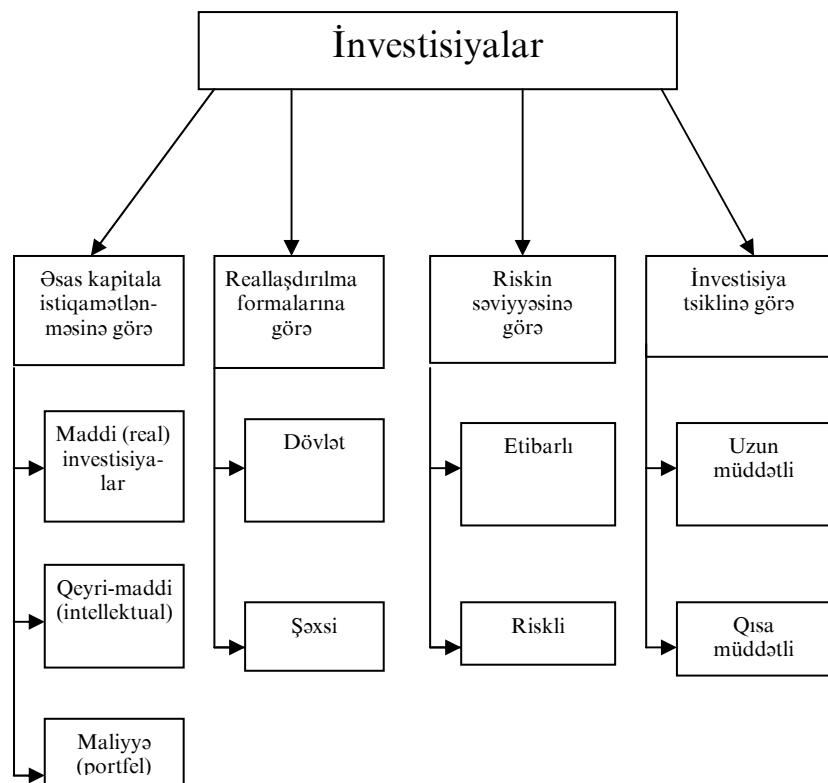 İnvestisiyalar
Əsas kapitala
istiqamətlən-
məsinə görə
Reallaşdırılma
formalarına
görə
Riskin
səviyyəsinə
görə
İnvestisiya
tsiklinə görə
Maddi (real)
investisiya-
lar
Dövlət
Etibarlı
Uzun
müddətli
Qeyri-maddi
(intellektual)
Şəxsi
Riskli
Qısa
müddətli
Maliyyə
(portfel)